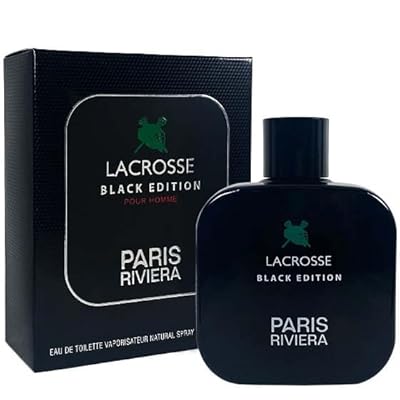 LACROSSE
BLACK EDITION
POUR HOMME
PARIS
RIVIERA
EAU DE TOILETTE VAPORISATEUR NATURAL SPRAY
LACROSSE
BLACK EDITION
PARIS
RIVIERA